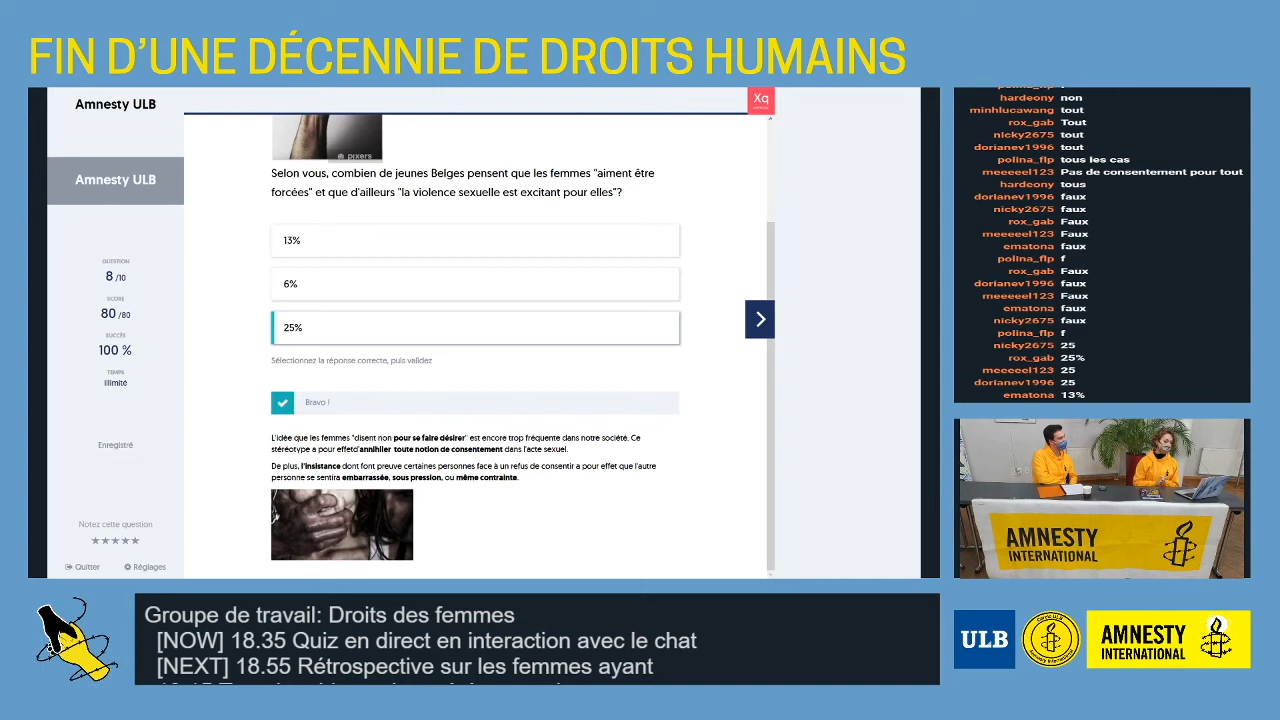 FIN D'UNE DÉCENNIE DE DROITS HUMAINS
Amnesty ULB
Xq
Amnesty ULB
QUESTION
8 /10
SCORE
80 /80
SUCCÈS
100 %
TEMPS
illimité
Enregistré
Notez cette question
★★★★★
Quitter
Réglages
@ pixers
Selon vous, combien de jeunes Belges pensent que les femmes "aiment être
forcées" et que d'ailleurs "la violence sexuelle est excitant pour elles"?
13%
6%
25%
Sélectionnez la réponse correcte, puis validez
Bravo !
L'idée que les femmes "disent non pour se faire désirer" est encore trop fréquente dans notre société. Ce
stéréotype a pour effetd'annihiler toute notion de consentement dans l'acte sexuel.
De plus, l'insistance dont font preuve certaines personnes face à un refus de consentir a pour effet que l'autre
personne se sentira embarrassée, sous pression, ou même contrainte.
hardeony non
minhlucawang tout
rox_gab Tout
nicky2675 tout
dorianev1996 tout
polina_flp tous les cas
meeeeel123 Pas de consentement pour tout
hardeony tous
dorianev1996 faux
nicky2675 faux
rox_gab Faux
meeeeel123 Faux
ematona faux
polina_flp f
rox_gab Faux
dorianev1996 faux
meeeeel123 Faux
ematona faux
nicky2675 faux
polina_flp f
nicky2675 25
rox_gab 25%
meeeeel123 25
dorianev1996 25
ematona 13%
AMNESTY
INTERNATIONAL
Groupe de travail: Droits des femmes
[NOW] 18.35 Quiz en direct en interaction avec le chat
[NEXT] 18.55 Rétrospective sur les femmes ayant
ULB
AMNESTY
INTERNATIONAL